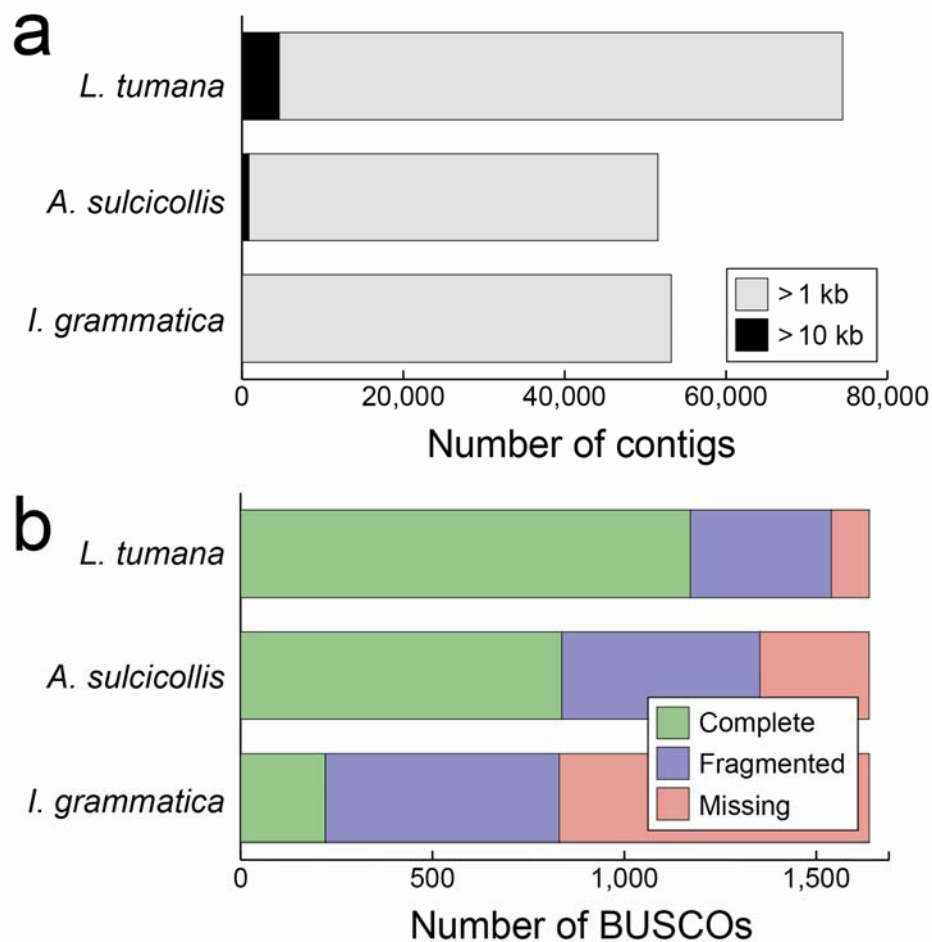 a
L. tumana
A. sulcicollis
I. grammatica
> 1 kb
> 10 kb
0 20,000 40,000 60,000 80,000
Number of contigs
b
L. tumana
A. sulcicollis
I. grammatica
Complete
Fragmented
Missing
0 500 1,000 1,500
Number of BUSCOs